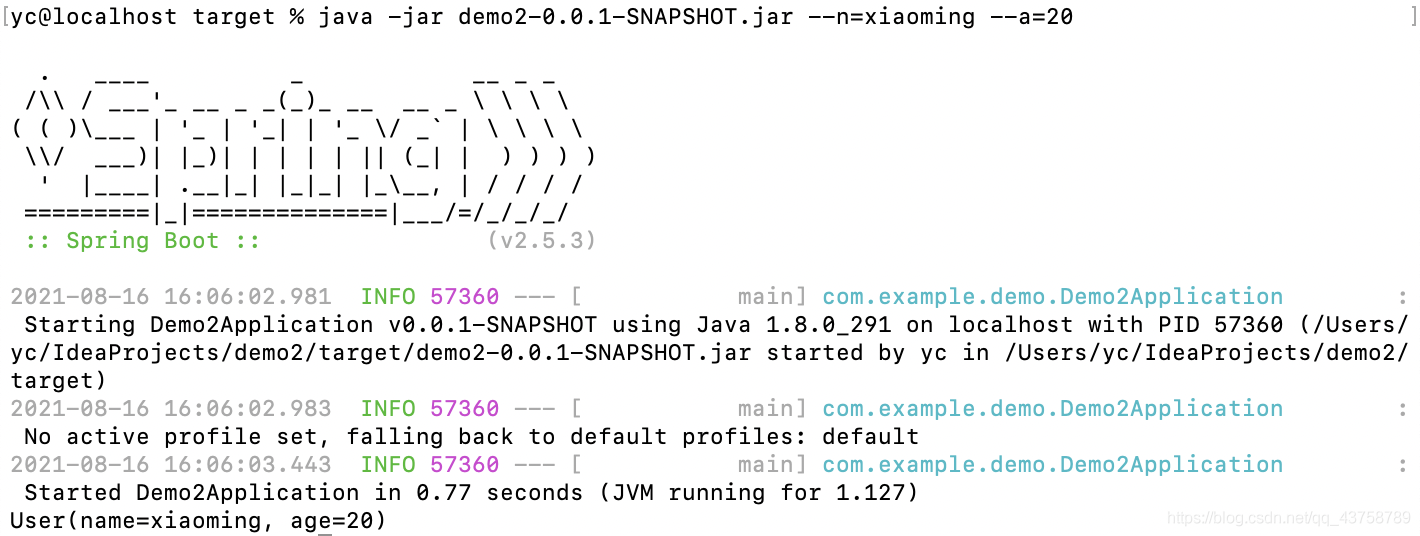 [yc@localhost target % java -jar demo2-0.0.1-SNAPSHOT.jar --n=xiaoming --a=20 ]
  .   ____          _            __ _ _
 /\\ / ___'_ __ _ _(_)_ __  __ _ \ \ \ \
( ( )\___ | '_ | '_| | '_ \/ _` | \ \ \ \
 \\/  ___)| |_)| | | | | || (_| |  ) ) ) )
  '  |____| .__|_| |_|_| |_\__, | / / / /
 =========|_|==============|___/=/_/_/_/
 :: Spring Boot ::                (v2.5.3)
2021-08-16 16:06:02.981  INFO 57360 --- [           main] com.example.demo.Demo2Application        :
 Starting Demo2Application v0.0.1-SNAPSHOT using Java 1.8.0_291 on localhost with PID 57360 (/Users/
yc/IdeaProjects/demo2/target/demo2-0.0.1-SNAPSHOT.jar started by yc in /Users/yc/IdeaProjects/demo2/
target)
2021-08-16 16:06:02.983  INFO 57360 --- [           main] com.example.demo.Demo2Application        :
 No active profile set, falling back to default profiles: default
2021-08-16 16:06:03.443  INFO 57360 --- [           main] com.example.demo.Demo2Application        :
 Started Demo2Application in 0.77 seconds (JVM running for 1.127)
User(name=xiaoming, age=20)
https://blog.csdn.net/qq_43758789